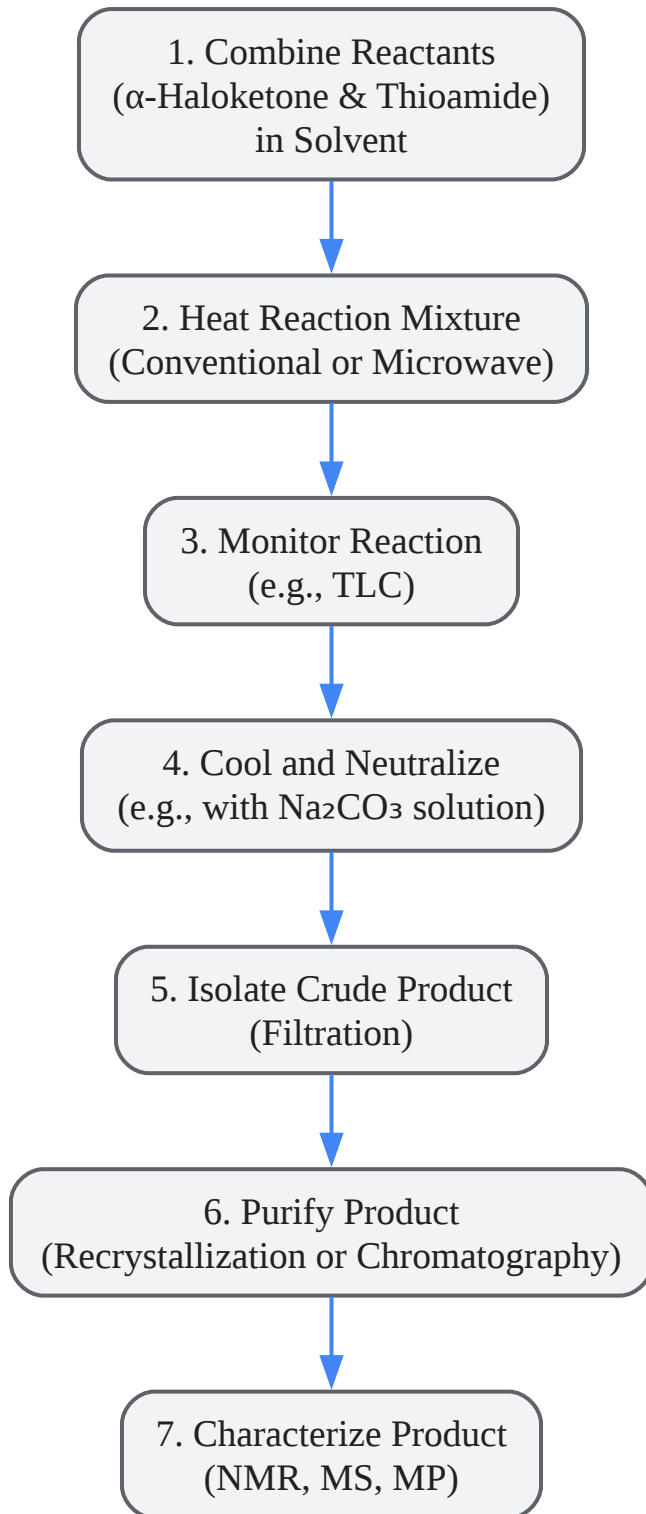 1. Combine Reactants
(α-Haloketone & Thioamide)
in Solvent
2. Heat Reaction Mixture
(Conventional or Microwave)
3. Monitor Reaction
(e.g., TLC)
4. Cool and Neutralize
(e.g., with Na₂CO₃ solution)
5. Isolate Crude Product
(Filtration)
6. Purify Product
(Recrystallization or Chromatography)
7. Characterize Product
(NMR, MS, MP)